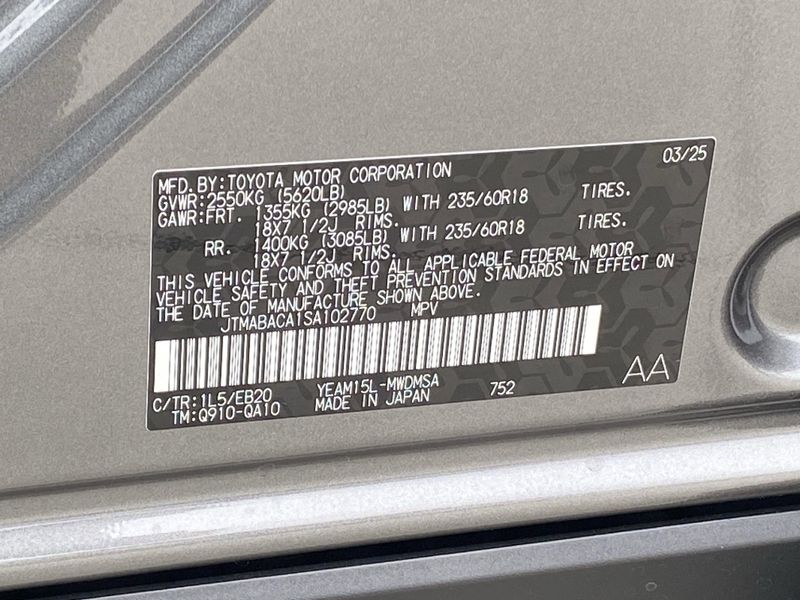 03/25
MFD. BY:TOYOTA MOTOR CORPORATION
GVWR:2550KG (5620LB)
GAWR:FRT. 1355KG (2985LB) WITH 235/60R18 TIRES.
18X7 1/2J RIMS.
RR. 1400KG (3085LB) WITH 235/60R18 TIRES.
18X7 1/2J RIMS.
THIS VEHICLE CONFORMS TO ALL APPLICABLE FEDERAL MOTOR
VEHICLE SAFETY AND THEFT PREVENTION STANDARDS IN EFFECT ON
THE DATE OF MANUFACTURE SHOWN ABOVE.
JTMABACA1SA102770 MPV
C/TR:1L5/EB20 YEAM15L-MWDMSA 752 AA
TM:Q910-QA10 MADE IN JAPAN